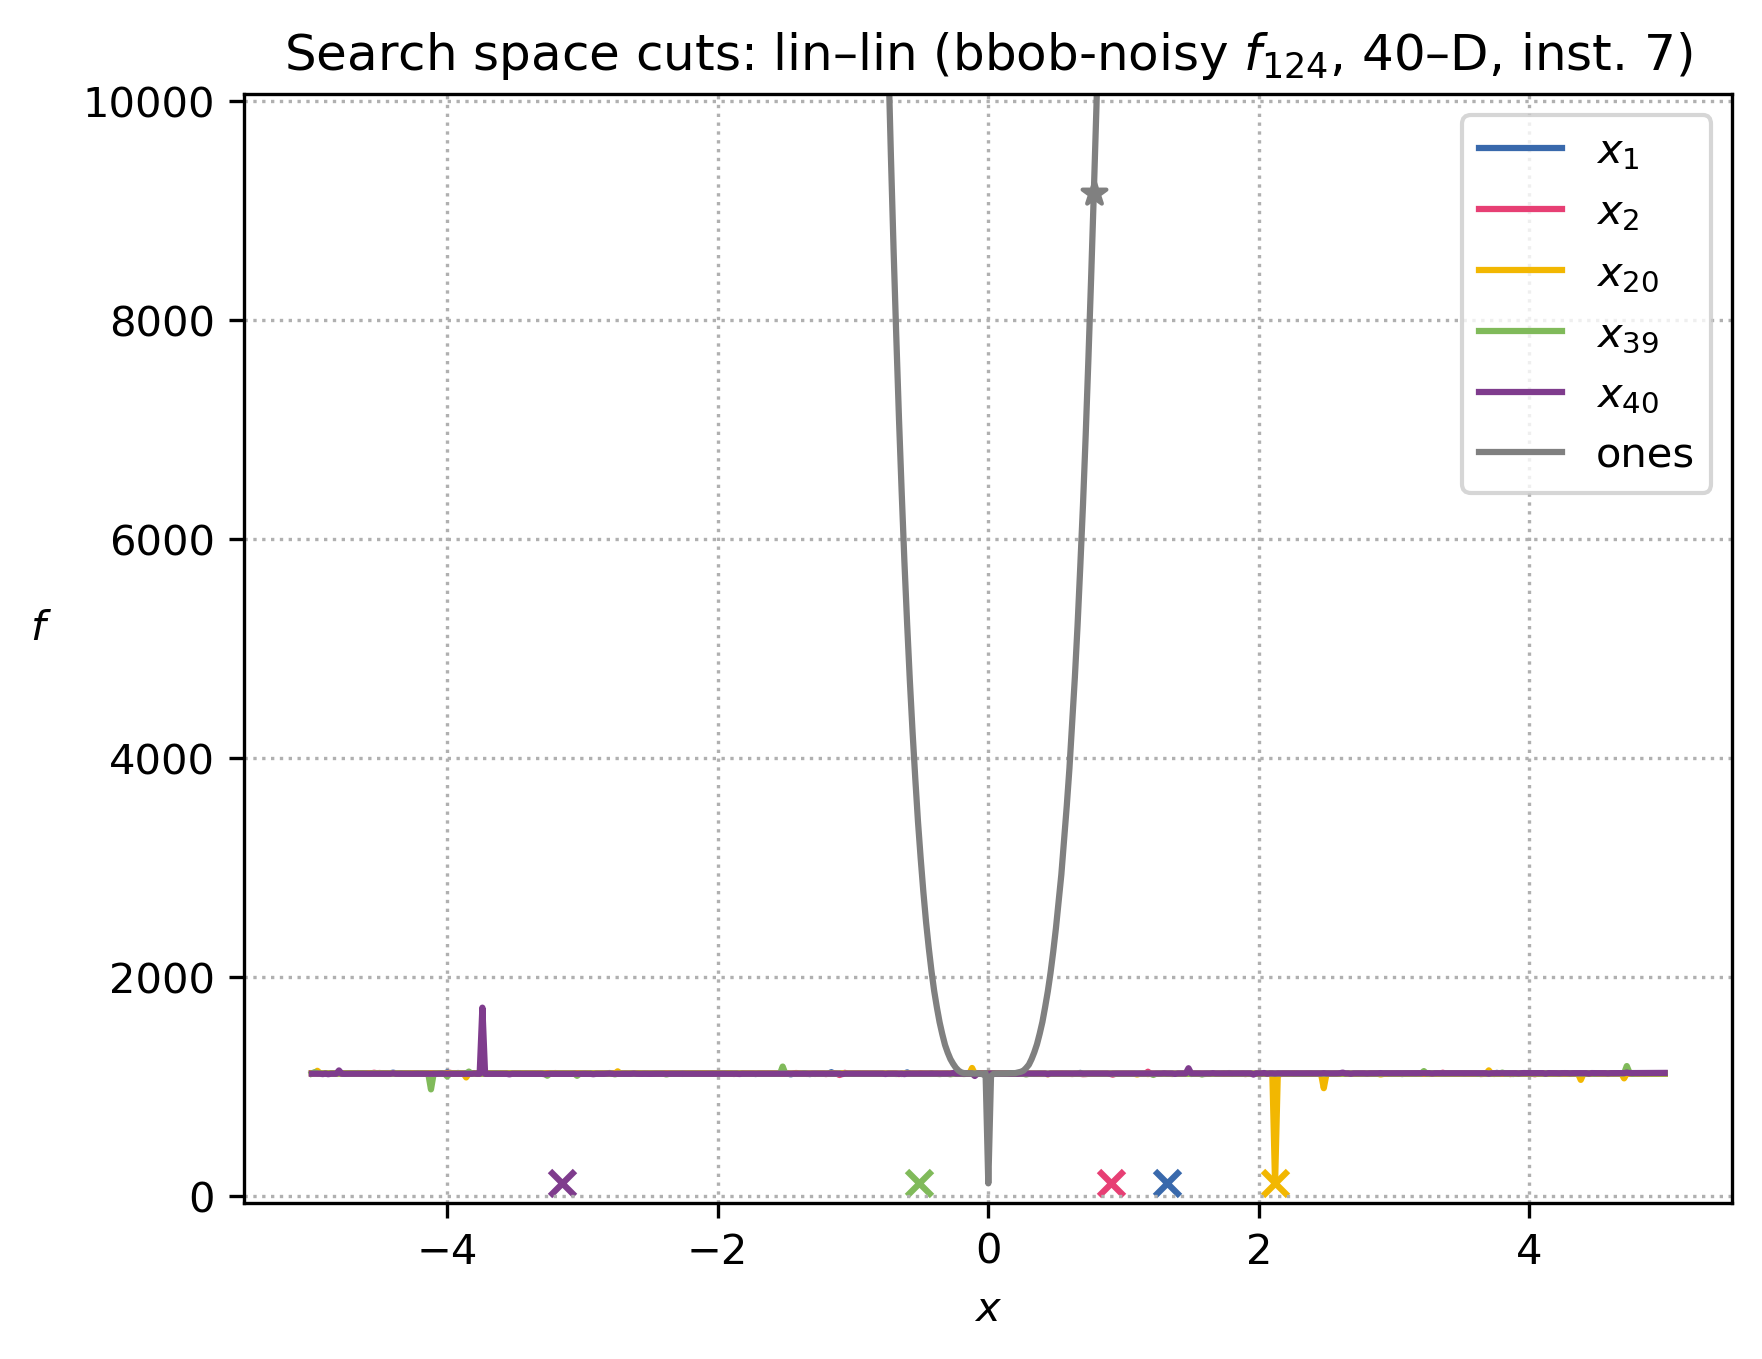 Search space cuts: lin–lin (bbob-noisy f₁₂₄, 40–D, inst. 7)
10000
8000
6000
4000
2000
0
f
x₁
x₂
x₂₀
x₃₉
x₄₀
ones
−4 −2 0 2 4
x